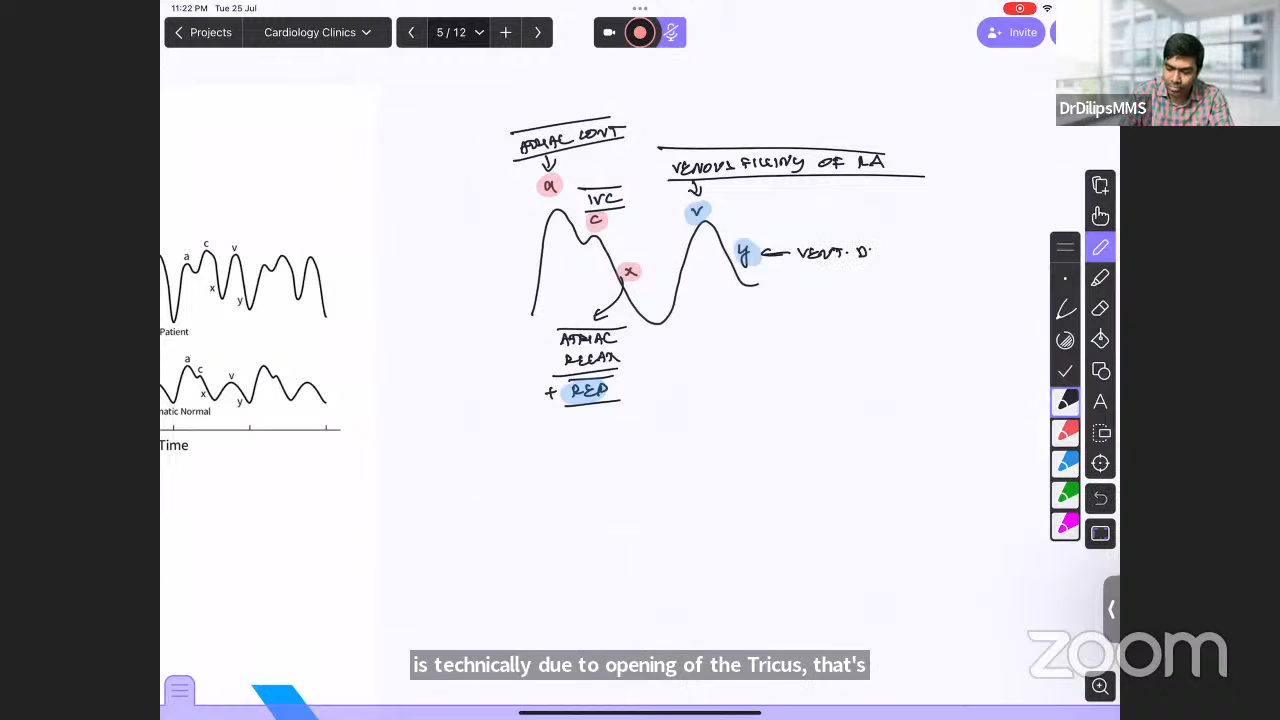 11:22 PM Tue 25 Jul
Projects
Cardiology Clinics
5 / 12
Invite
DrDilipsMMS
ATRIAC CONT
a
IVC
c
x
ATRIAC
RELAX
+ REP
VENOUS FILLING OF RA
v
y
VENT. D.
a
c
v
x
y
Patient
a
c
v
x
y
natic Normal
Time
A
is technically due to opening of the Tricus, that's
zoom